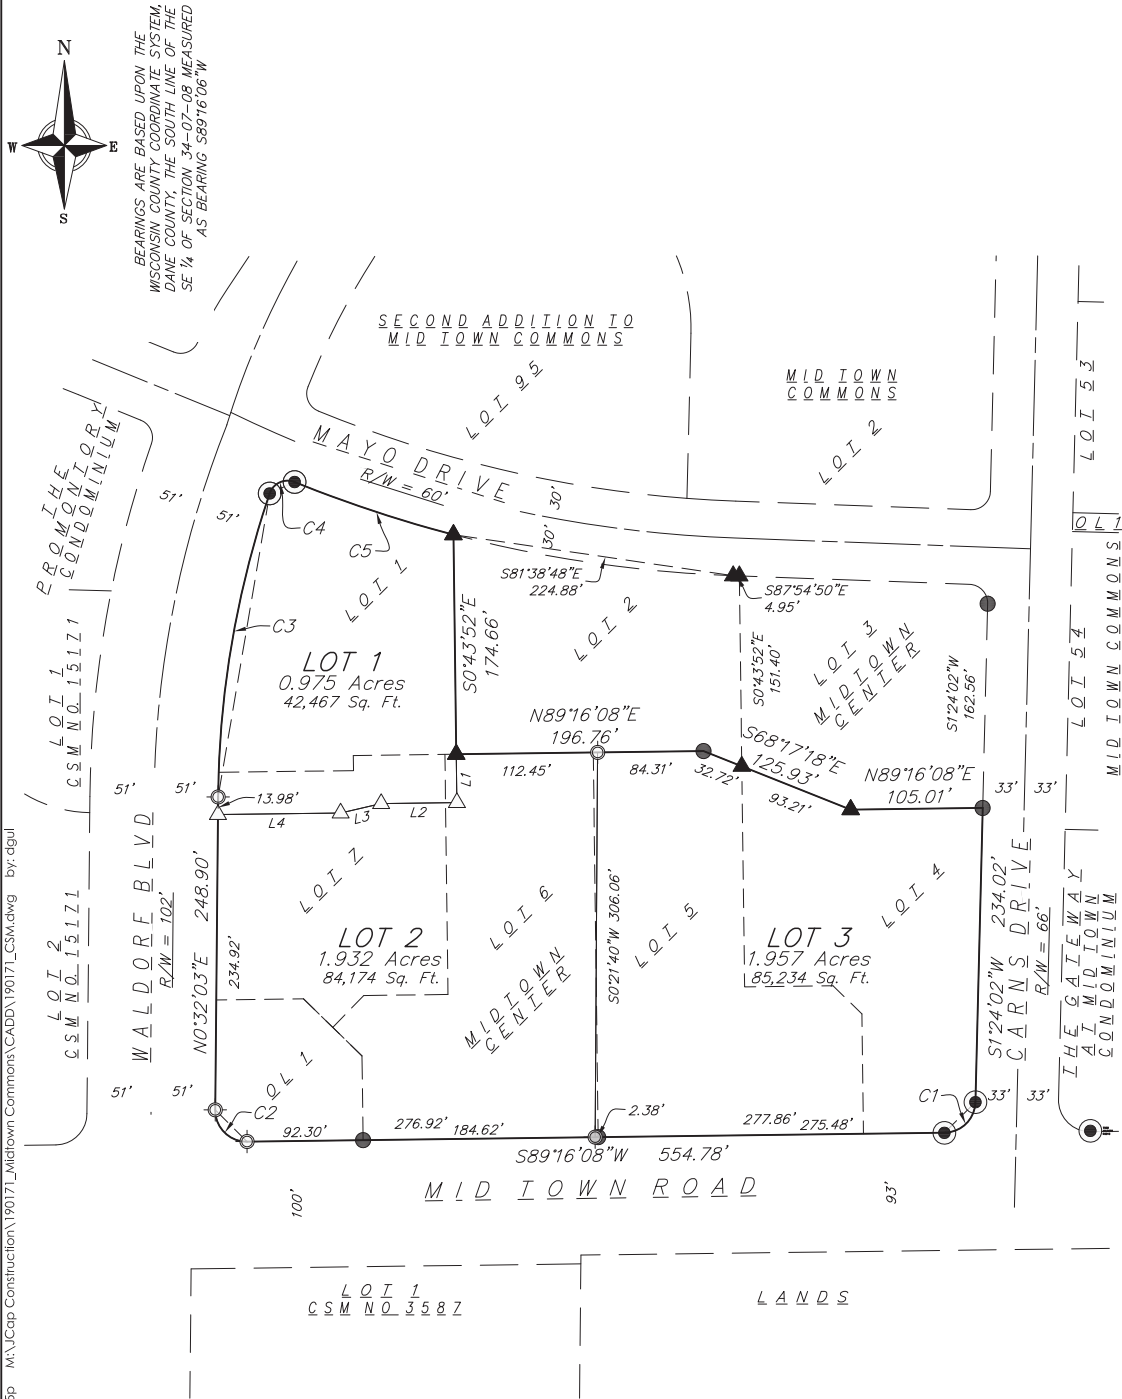 N
W
E
S
BEARINGS ARE BASED UPON THE
WISCONSIN COUNTY COORDINATE SYSTEM,
DANE COUNTY, THE SOUTH LINE OF THE
SE ¼ OF SECTION 34-07-08 MEASURED
AS BEARING S89°16'06"W
SECOND ADDITION TO
MID TOWN COMMONS
LOT 95
MID TOWN
COMMONS
LOT 2
LOT 53
THE
PROMONTORY
CONDOMINIUM
MAYO DRIVE
R/W = 60'
30'
30'
51'
51'
C4
C5
OL 1
S81°38'48"E
224.88'
S87°54'50"E
4.95'
LOT 1
C3
LOT 2
LOT 3
MIDTOWN
CENTER
S0°43'52"E
174.66'
S0°43'52"E
151.40'
S1°24'02"W
162.56'
LOT 54
MID TOWN COMMONS
LOT 1
CSM NO. 15171
LOT 1
0.975 Acres
42,467 Sq. Ft.
N89°16'08"E
196.76'
S68°17'18"E
125.93'
N89°16'08"E
105.01'
112.45'
84.31'
32.72'
93.21'
51'
51'
13.98'
L1
L2
L3
L4
33'
33'
WALDORF BLVD
R/W = 102'
N0°32'03"E 248.90'
234.92'
LOT 7
LOT 6
MIDTOWN
CENTER
LOT 5
LOT 4
S0°21'40"W 306.06'
LOT 2
1.932 Acres
84,174 Sq. Ft.
LOT 3
1.957 Acres
85,234 Sq. Ft.
S1°24'02"W 234.02'
CARNS DRIVE
R/W = 66'
THE GATEWAY
AT MID TOWN
CONDOMINIUM
LOT 2
CSM NO. 15171
OL 1
51'
51'
C2
C1
33'
33'
92.30'
276.92'
184.62'
2.38'
277.86'
275.48'
S89°16'08"W 554.78'
MID TOWN ROAD
100'
93'
LOT 1
CSM NO 3587
LANDS
M:\JCap Construction\190171_Midtown Commons\CADD\190171_CSM.dwg by: dgul